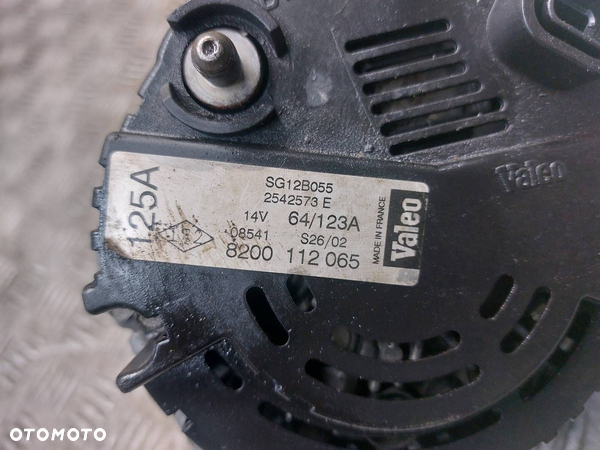 125A
SG12B055
2542573 E
14V 64/123A
08541 S26/02
8200 112 065
MADE IN FRANCE
Valeo
Valeo
OTOMOTO